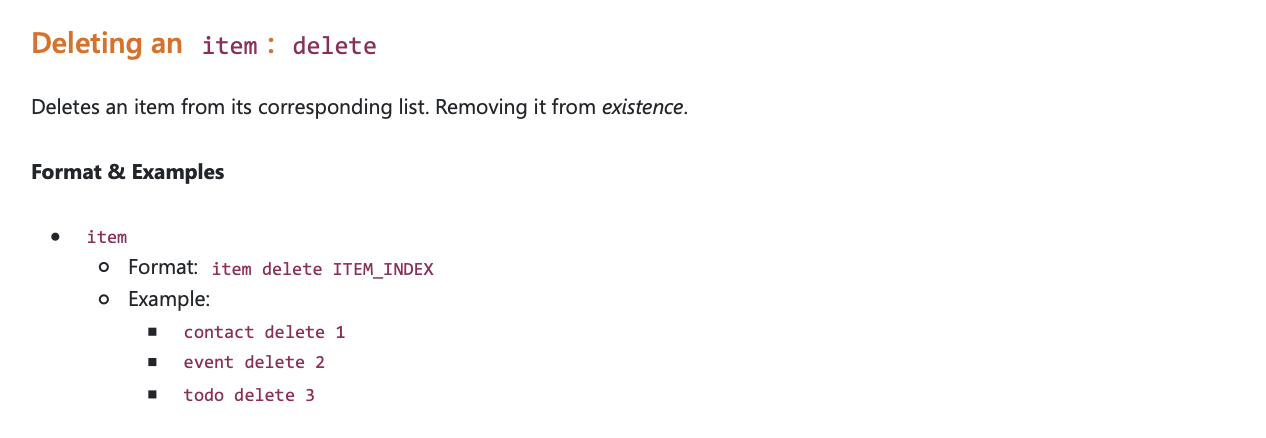 Deleting an item : delete
Deletes an item from its corresponding list. Removing it from existence.
Format & Examples
item
Format: item delete ITEM_INDEX
Example:
contact delete 1
event delete 2
todo delete 3